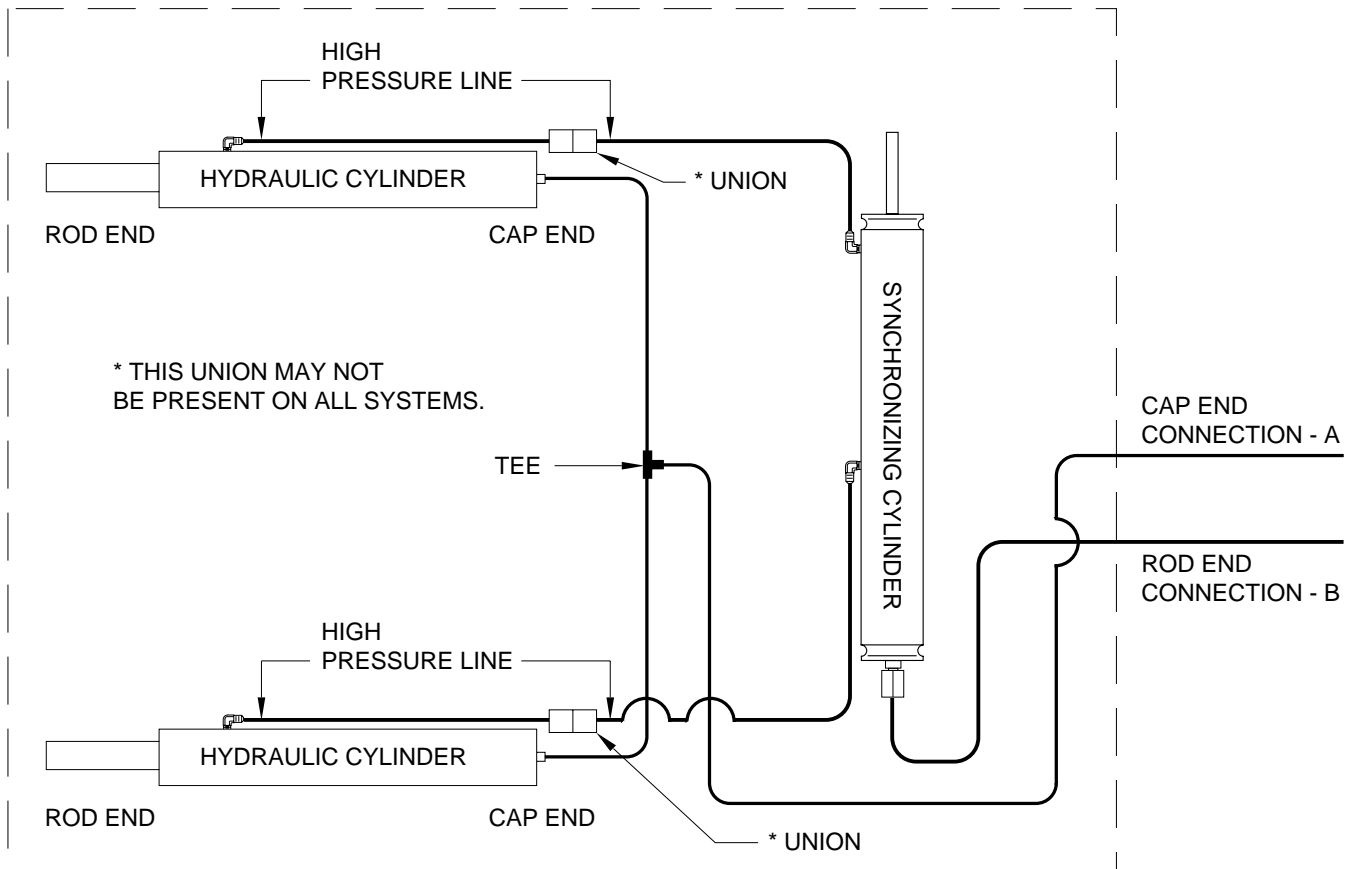 HIGH
PRESSURE LINE
HYDRAULIC CYLINDER
* UNION
ROD END
CAP END
SYNCHRONIZING CYLINDER
* THIS UNION MAY NOT
BE PRESENT ON ALL SYSTEMS.
CAP END
CONNECTION - A
TEE
ROD END
CONNECTION - B
HIGH
PRESSURE LINE
HYDRAULIC CYLINDER
ROD END
CAP END
* UNION